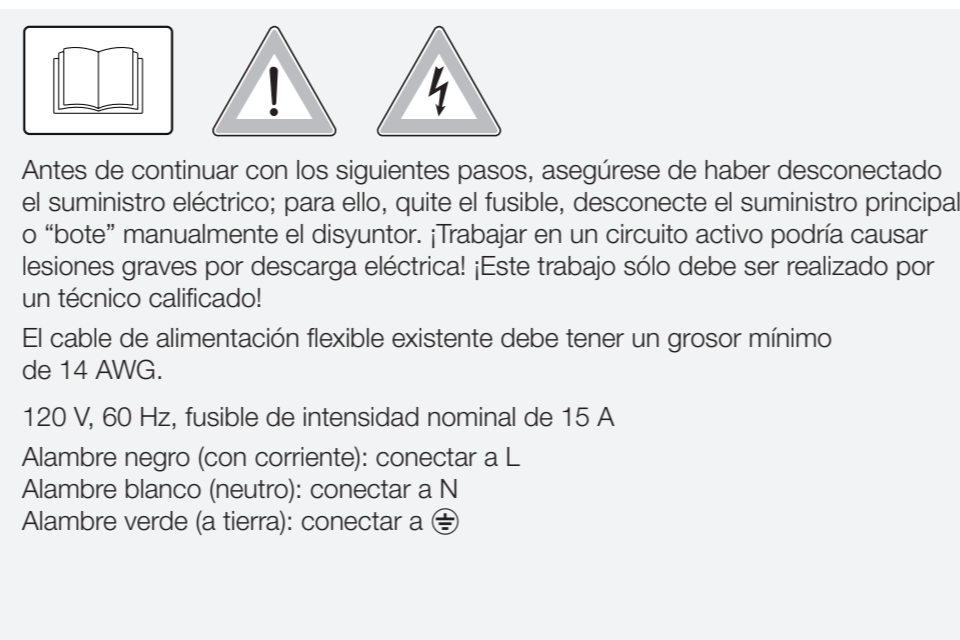 Antes de continuar con los siguientes pasos, asegúrese de haber desconectado
el suministro eléctrico; para ello, quite el fusible, desconecte el suministro principal
o “bote” manualmente el disyuntor. ¡Trabajar en un circuito activo podría causar
lesiones graves por descarga eléctrica! ¡Este trabajo sólo debe ser realizado por
un técnico calificado!
El cable de alimentación flexible existente debe tener un grosor mínimo
de 14 AWG.
120 V, 60 Hz, fusible de intensidad nominal de 15 A
Alambre negro (con corriente): conectar a L
Alambre blanco (neutro): conectar a N
Alambre verde (a tierra): conectar a